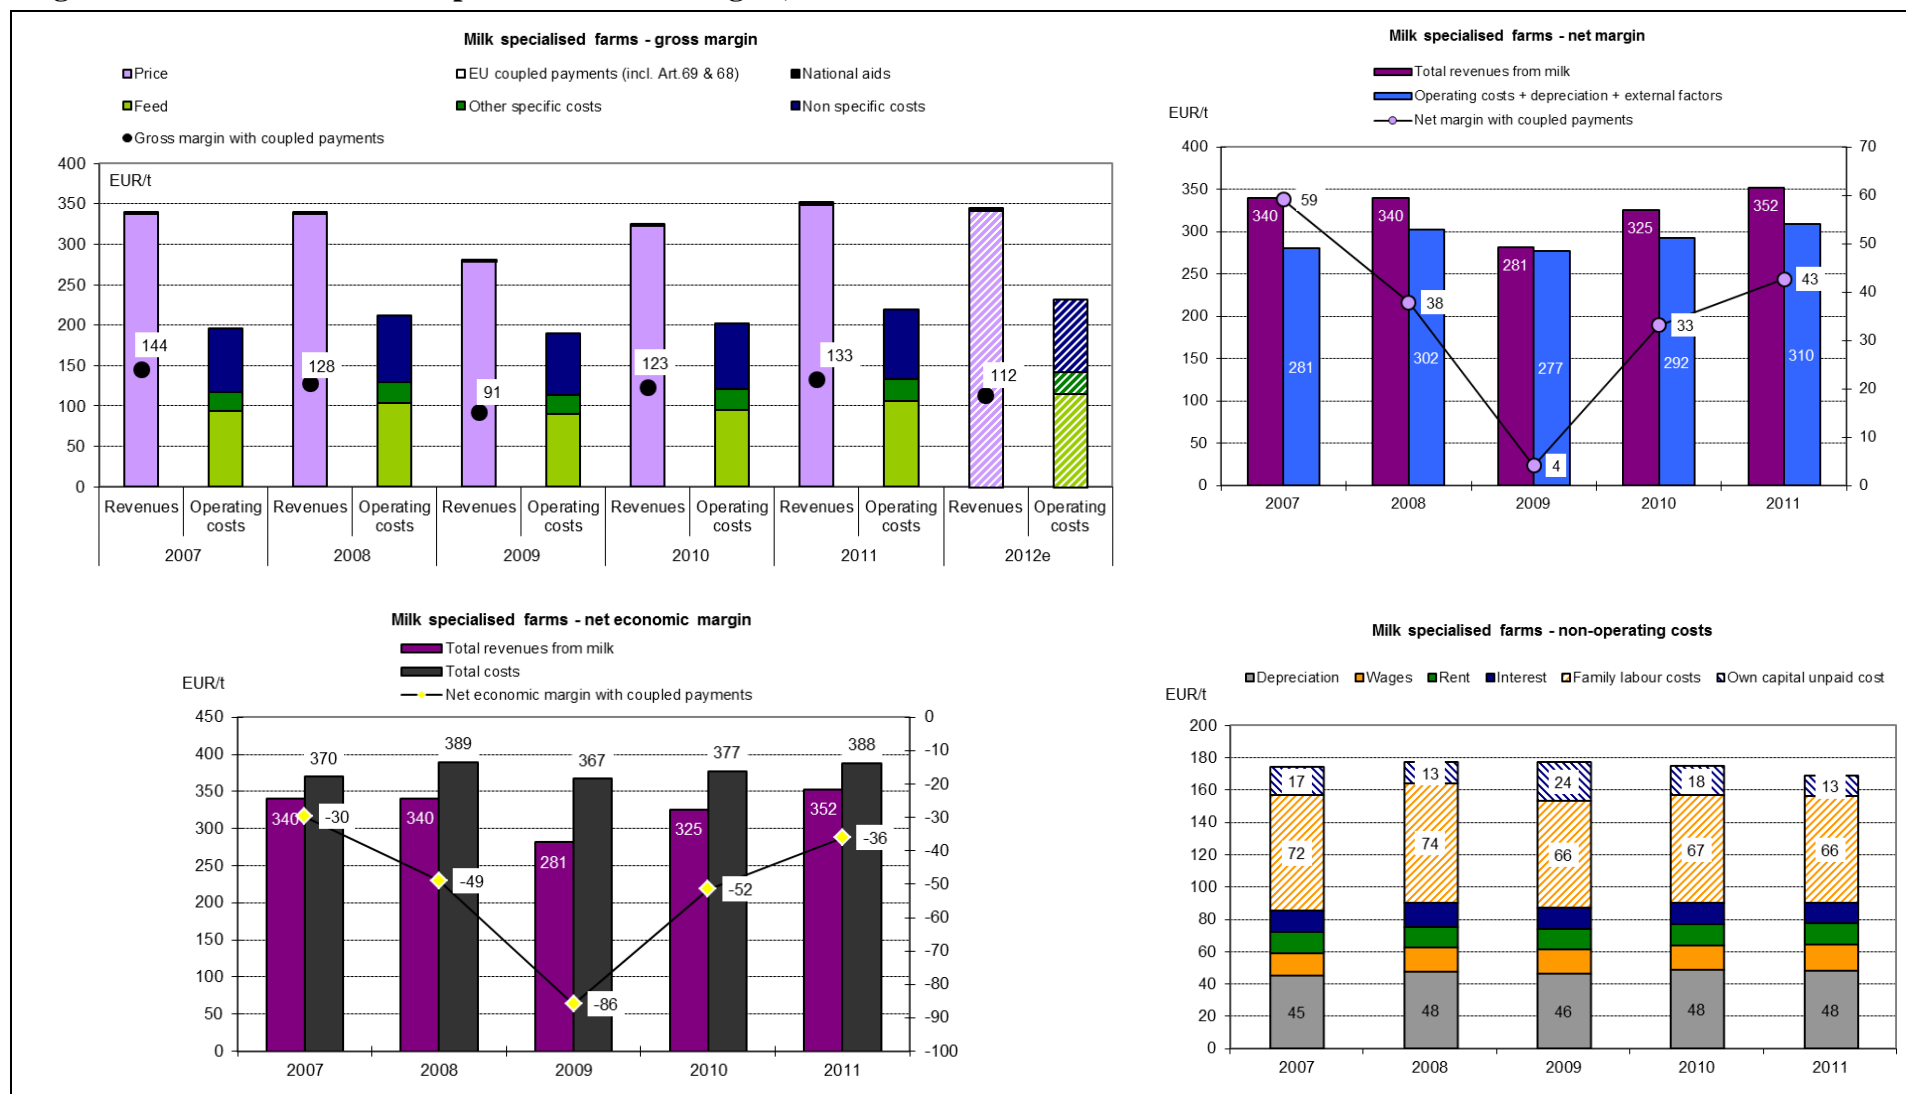 Milk specialised farms - gross margin
Price
EU coupled payments (incl. Art.69 & 68)
National aids
Feed
Other specific costs
Non specific costs
Gross margin with coupled payments
EUR/t
400
350
300
250
200
150
100
50
0
144
128
91
123
133
112
Revenues Operating costs Revenues Operating costs Revenues Operating costs Revenues Operating costs Revenues Operating costs Revenues Operating costs
2007 2008 2009 2010 2011 2012e
Milk specialised farms - net margin
Total revenues from milk
Operating costs + depreciation + external factors
Net margin with coupled payments
EUR/t
400 70
350 60
300 50
250 40
200 30
150 20
100 10
50 0
0
340 340 281 325 352
281 302 277 292 310
59 38 4 33 43
2007 2008 2009 2010 2011
Milk specialised farms - net economic margin
Total revenues from milk
Total costs
Net economic margin with coupled payments
EUR/t
450 0
400 -10
350 -20
300 -30
250 -40
200 -50
150 -60
100 -70
50 -80
0 -90
-100
370 389 367 377 388
340 340 281 325 352
-30 -49 -86 -52 -36
2007 2008 2009 2010 2011
Milk specialised farms - non-operating costs
Depreciation Wages Rent Interest Family labour costs Own capital unpaid cost
EUR/t
200
180
160
140
120
100
80
60
40
20
0
17 13 24 18 13
72 74 66 67 66
45 48 46 48 48
2007 2008 2009 2010 2011